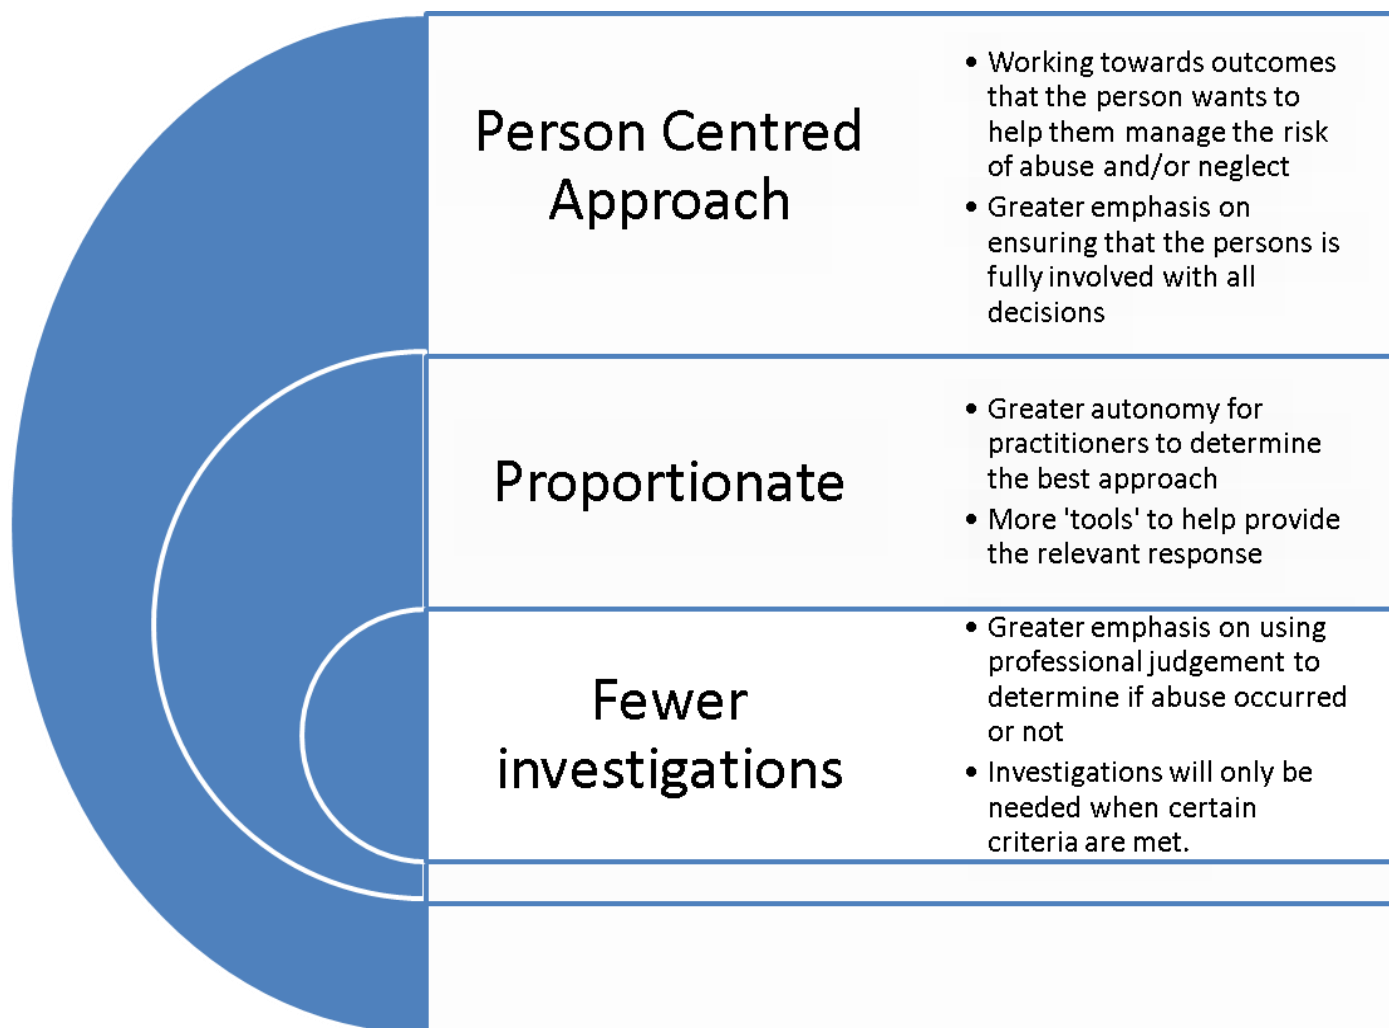 Person Centred
Approach
• Working towards outcomes
that the person wants to
help them manage the risk
of abuse and/or neglect
• Greater emphasis on
ensuring that the persons is
fully involved with all
decisions
Proportionate
• Greater autonomy for
practitioners to determine
the best approach
• More 'tools' to help provide
the relevant response
Fewer
investigations
• Greater emphasis on using
professional judgement to
determine if abuse occurred
or not
• Investigations will only be
needed when certain
criteria are met.